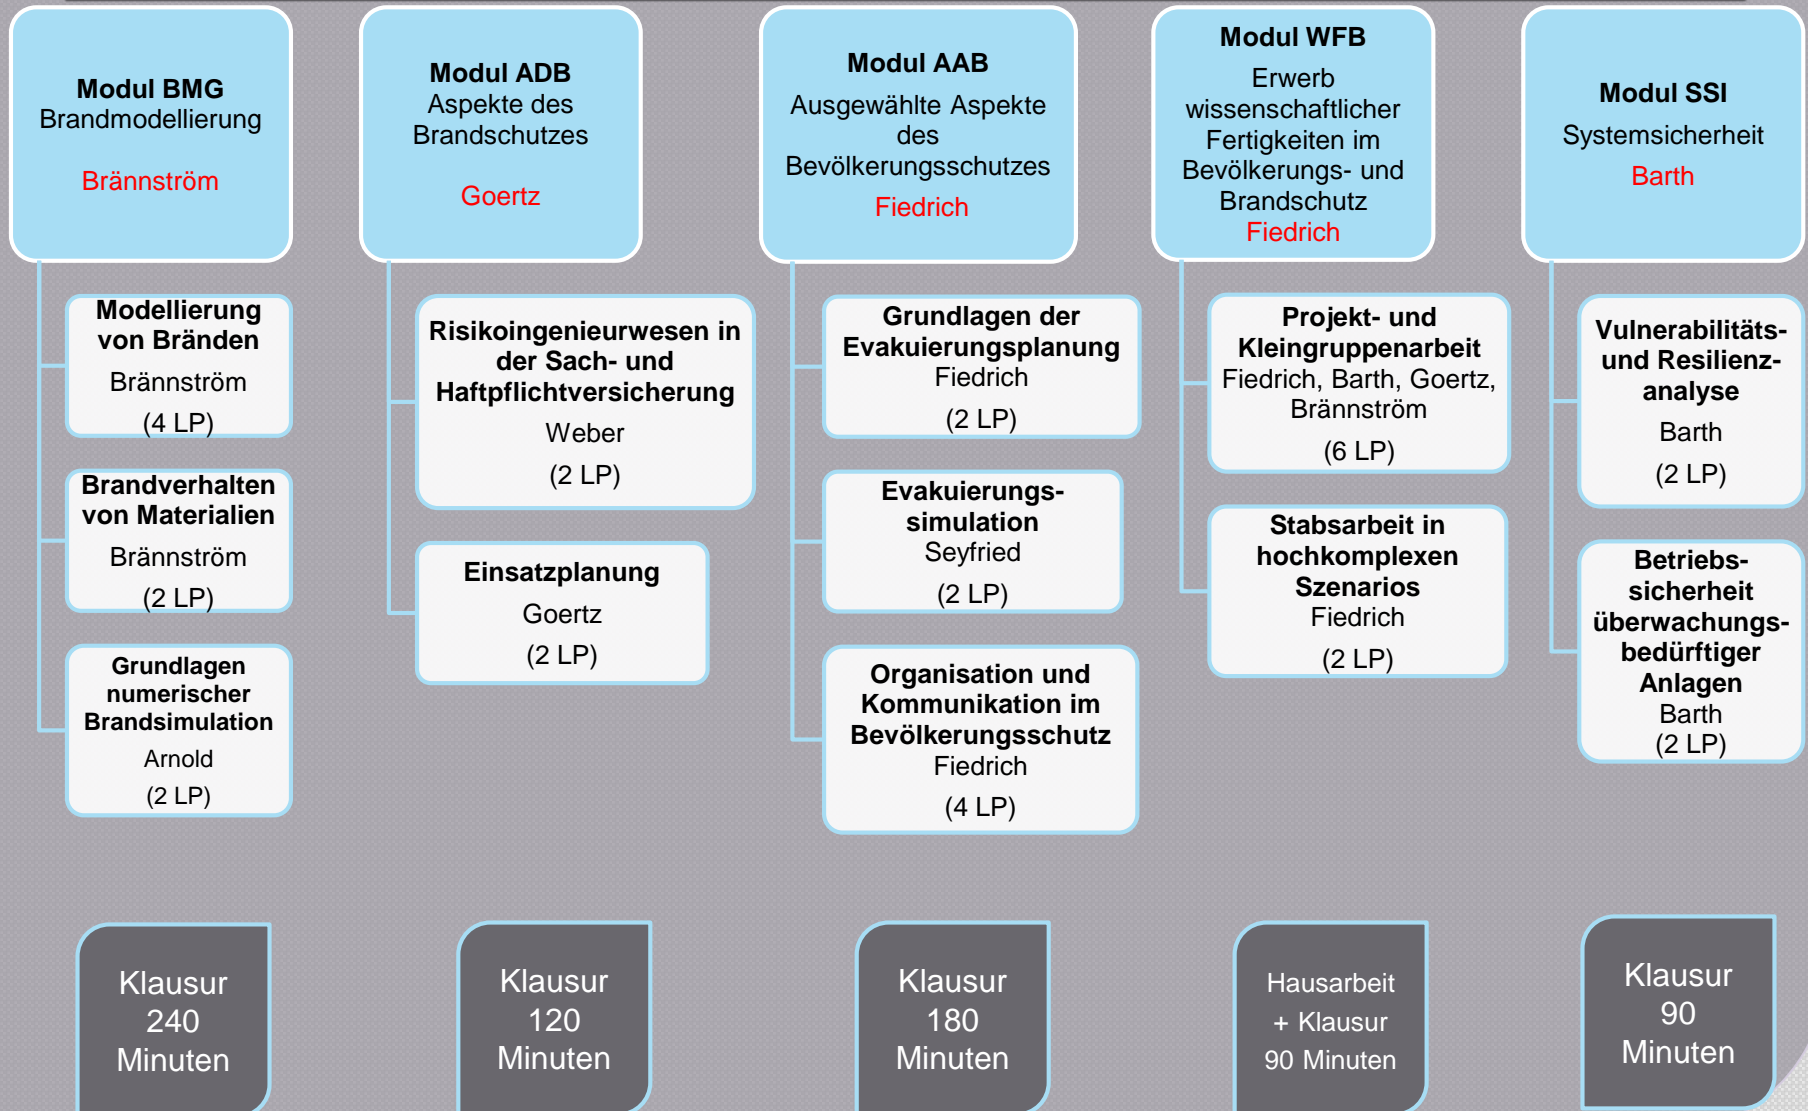 Modul BMG
Brandmodellierung
Brännström
Modellierung
von Bränden
Brännström
(4 LP)
Brandverhalten
von Materialien
Brännström
(2 LP)
Grundlagen
numerischer
Brandsimulation
Arnold
(2 LP)
Klausur
240
Minuten
Modul ADB
Aspekte des
Brandschutzes
Goertz
Risikoingenieurwesen in
der Sach- und
Haftpflichtversicherung
Weber
(2 LP)
Einsatzplanung
Goertz
(2 LP)
Klausur
120
Minuten
Modul AAB
Ausgewählte Aspekte
des
Bevölkerungsschutzes
Fiedrich
Grundlagen der
Evakuierungsplanung
Fiedrich
(2 LP)
Evakuierungs-
simulation
Seyfried
(2 LP)
Organisation und
Kommunikation im
Bevölkerungsschutz
Fiedrich
(4 LP)
Klausur
180
Minuten
Modul WFB
Erwerb
wissenschaftlicher
Fertigkeiten im
Bevölkerungs- und
Brandschutz
Fiedrich
Projekt- und
Kleingruppenarbeit
Fiedrich, Barth, Goertz,
Brännström
(6 LP)
Stabsarbeit in
hochkomplexen
Szenarios
Fiedrich
(2 LP)
Hausarbeit
+ Klausur
90 Minuten
Modul SSI
Systemsicherheit
Barth
Vulnerabilitäts-
und Resilienz-
analyse
Barth
(2 LP)
Betriebs-
sicherheit
überwachungs-
bedürftiger
Anlagen
Barth
(2 LP)
Klausur
90
Minuten